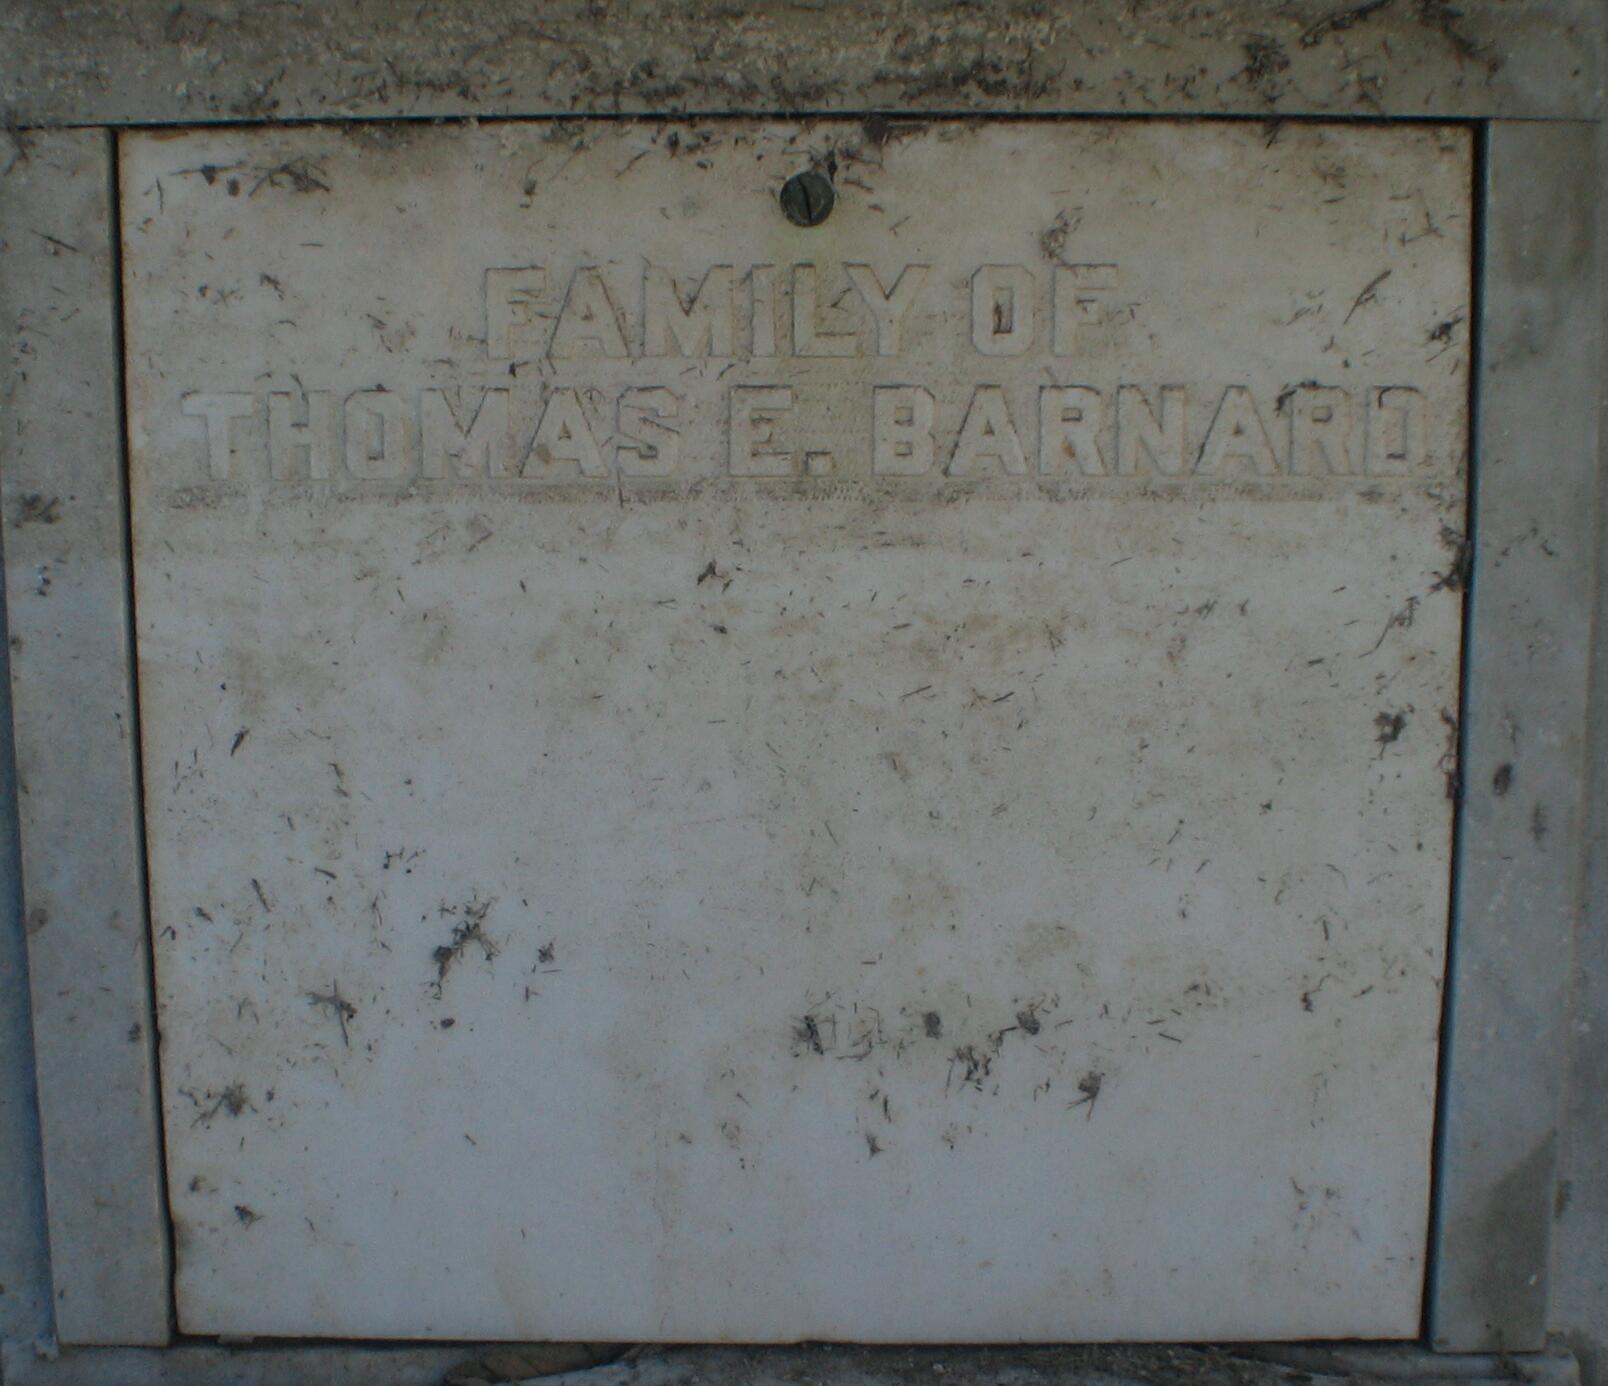 FAMILY OF
THOMAS E. BARNARD